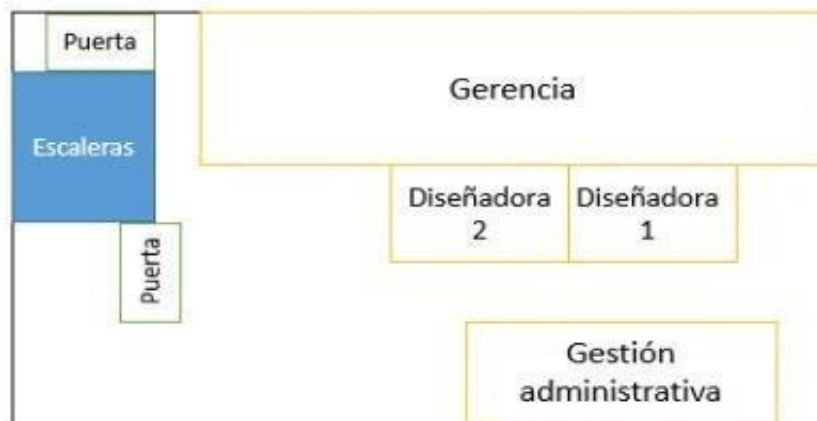 Puerta
Gerencia
Escaleras
Diseñadora
2
Diseñadora
1
Puerta
Gestión
administrativa